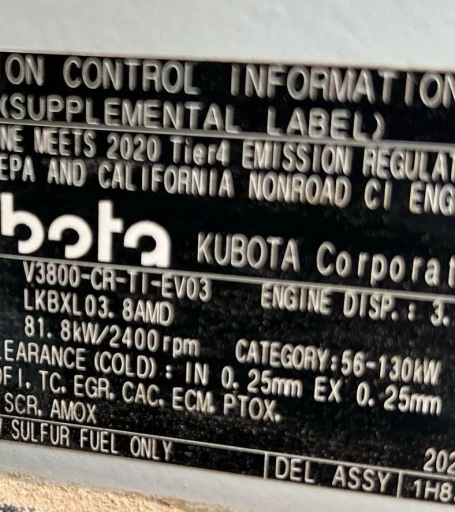 ON CONTROL INFORMATION
(SUPPLEMENTAL LABEL)
NE MEETS 2020 Tier4 EMISSION REGULAT
EPA AND CALIFORNIA NONROAD CI ENG
bota KUBOTA Corporat
V3800-CR-TI-EV03 ENGINE DISP.: 3.
LKBXL03.8AMD
81.8kW/2400rpm CATEGORY:56-130kW
EARANCE (COLD): IN 0.25mm EX 0.25mm
FI. TC. EGR. CAC. ECM. PTOX.
SCR. AMOX 202
SULFUR FUEL ONLY
DEL ASSY 1H8